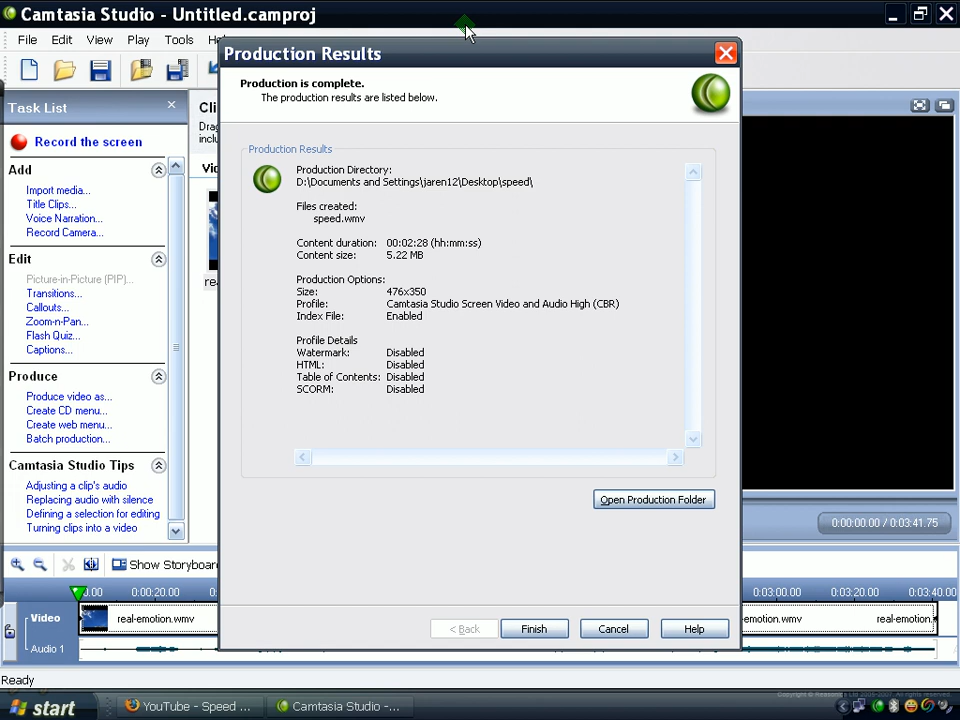 Camtasia Studio - Untitled.camproj
File Edit View Play Tools
Production Results
Production is complete.
The production results are listed below.
Task List
Record the screen
Add
Import media...
Title Clips...
Voice Narration...
Record Camera...
Edit
Picture-in-Picture (PIP)...
Transitions...
Callouts...
Zoom-n-Pan...
Flash Quiz...
Captions...
Produce
Produce video as...
Create CD menu...
Create web menu...
Batch production...
Camtasia Studio Tips
Adjusting a clip's audio
Replacing audio with silence
Defining a selection for editing
Turning clips into a video
Production Results
Production Directory:
D:\Documents and Settings\jaren12\Desktop\speed\
Files created:
speed.wmv
Content duration: 00:02:28 (hh:mm:ss)
Content size: 5.22 MB
Production Options:
Size: 476x350
Profile: Camtasia Studio Screen Video and Audio High (CBR)
Index File: Enabled
Profile Details
Watermark: Disabled
HTML: Disabled
Table of Contents: Disabled
SCORM: Disabled
Open Production Folder
0:00:00.00 / 0:03:41.75
< Back Finish Cancel Help
Show Storyboard
0:00:20.00 0:03:00.00 0:03:20.00 0:03:40.00
Video real-emotion.wmv real-emotion.
Audio 1
Ready
start YouTube - Speed ... Camtasia Studio -...